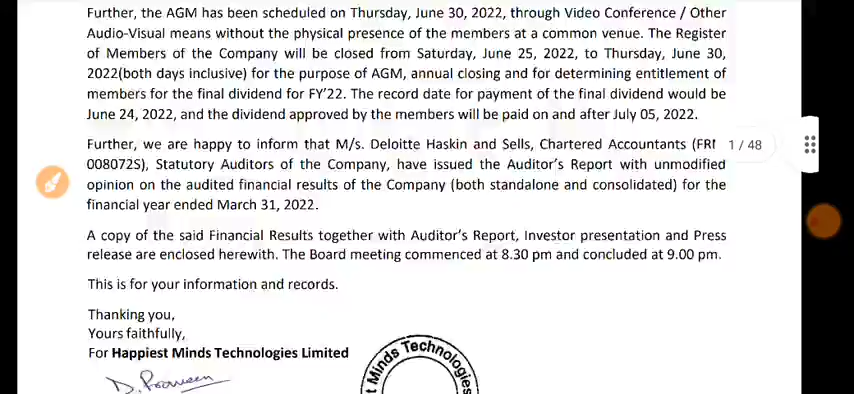 Further, the AGM has been scheduled on Thursday, June 30, 2022, through Video Conference / Other
Audio-Visual means without the physical presence of the members at a common venue. The Register
of Members of the Company will be closed from Saturday, June 25, 2022, to Thursday, June 30,
2022(both days inclusive) for the purpose of AGM, annual closing and for determining entitlement of
members for the final dividend for FY'22. The record date for payment of the final dividend would be
June 24, 2022, and the dividend approved by the members will be paid on and after July 05, 2022.
Further, we are happy to inform that M/s. Deloitte Haskin and Sells, Chartered Accountants
1 / 48
008072S), Statutory Auditors of the Company, have issued the Auditor's Report with unmodified
opinion on the audited financial results of the Company (both standalone and consolidated) for the
financial year ended March 31, 2022.
A copy of the said Financial Results together with Auditor's Report, Investor presentation and Press
release are enclosed herewith. The Board meeting commenced at 8.30 pm and concluded at 9.00 pm.
This is for your information and records.
Thanking you,
Yours faithfully,
For Happiest Minds Technologies Limited
Minds Technologies